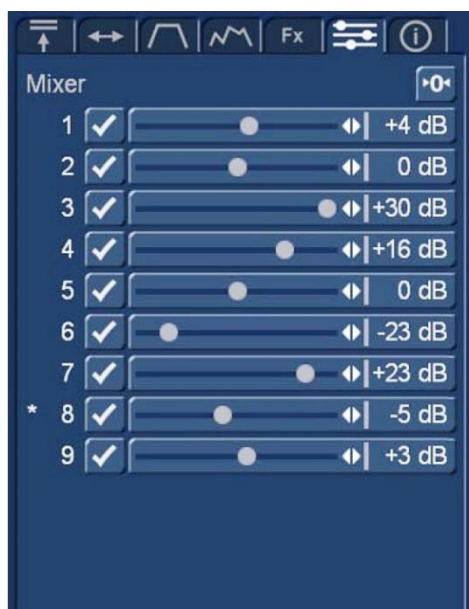 Fx
Mixer
0
1 +4 dB
2 0 dB
3 +30 dB
4 +16 dB
5 0 dB
6 -23 dB
7 +23 dB
* 8 -5 dB
9 +3 dB